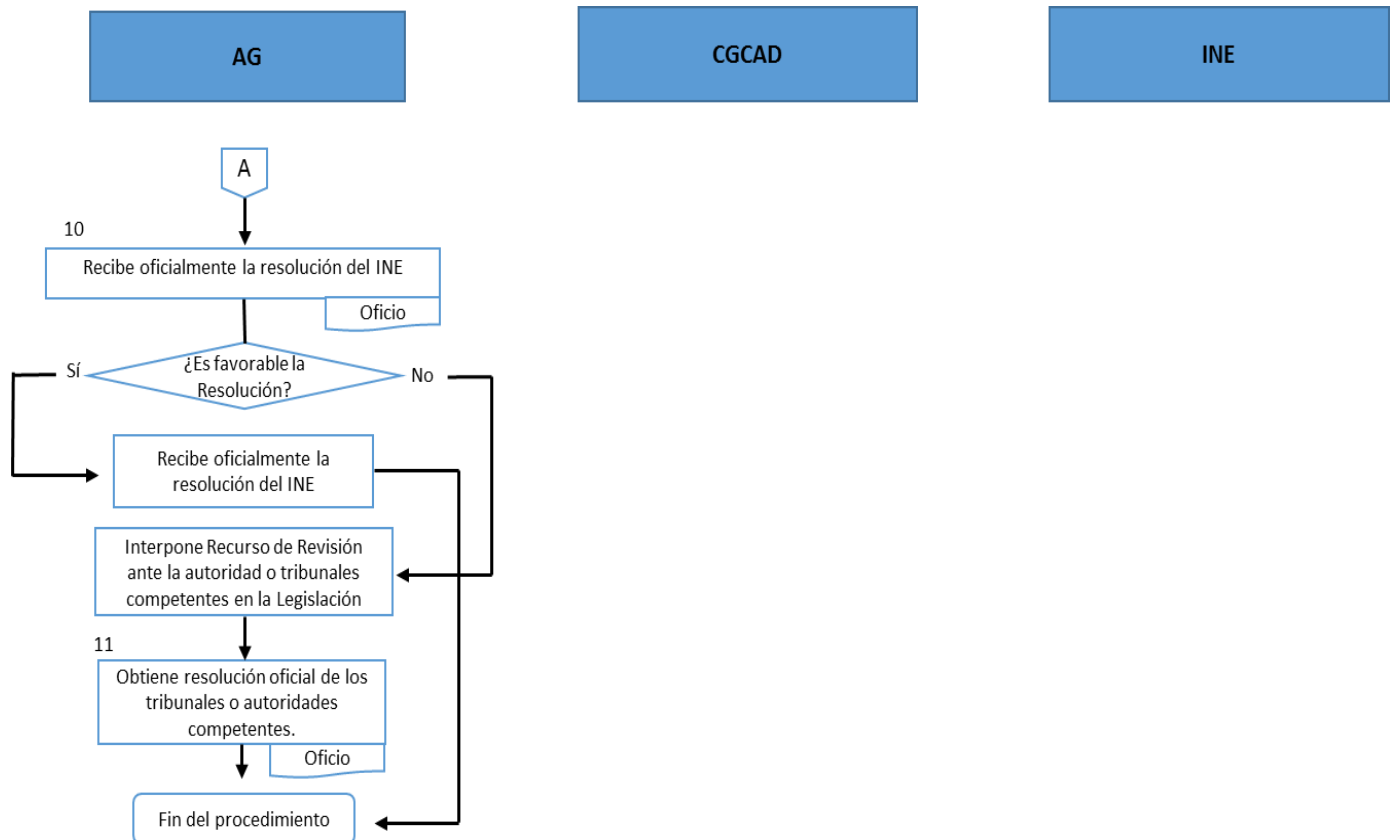 AG
CGCAD
INE
A
10
Recibe oficialmente la resolución del INE
Oficio
¿Es favorable la
Resolución?
Sí
No
Recibe oficialmente la
resolución del INE
Interpone Recurso de Revisión
ante la autoridad o tribunales
competentes en la Legislación
11
Obtiene resolución oficial de los
tribunales o autoridades
competentes.
Oficio
Fin del procedimiento